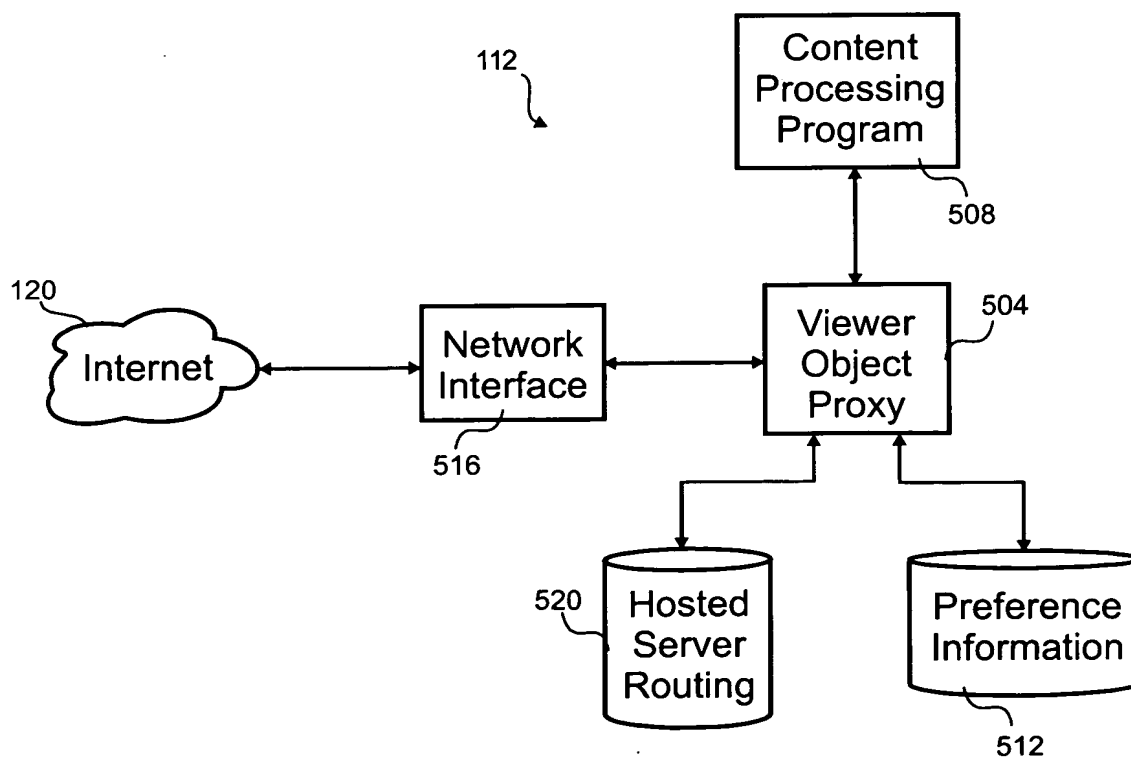 112
Content
Processing
Program
508
120
Internet
Network
Interface
516
Viewer
Object
Proxy
504
520
Hosted
Server
Routing
Preference
Information
512